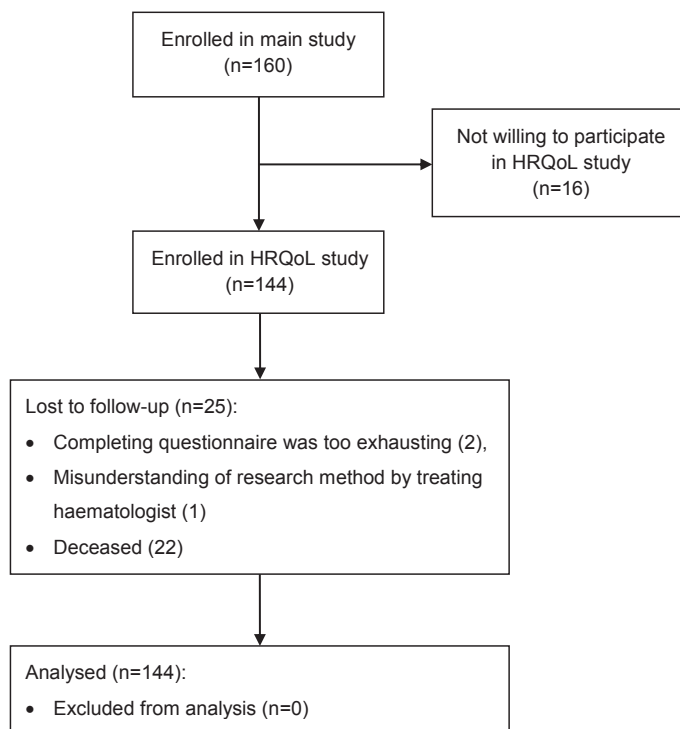 Enrolled in main study
(n=160)
Not willing to participate
in HRQoL study
(n=16)
Enrolled in HRQoL study
(n=144)
Lost to follow-up (n=25):
• Completing questionnaire was too exhausting (2),
• Misunderstanding of research method by treating
haematologist (1)
• Deceased (22)
Analysed (n=144):
• Excluded from analysis (n=0)